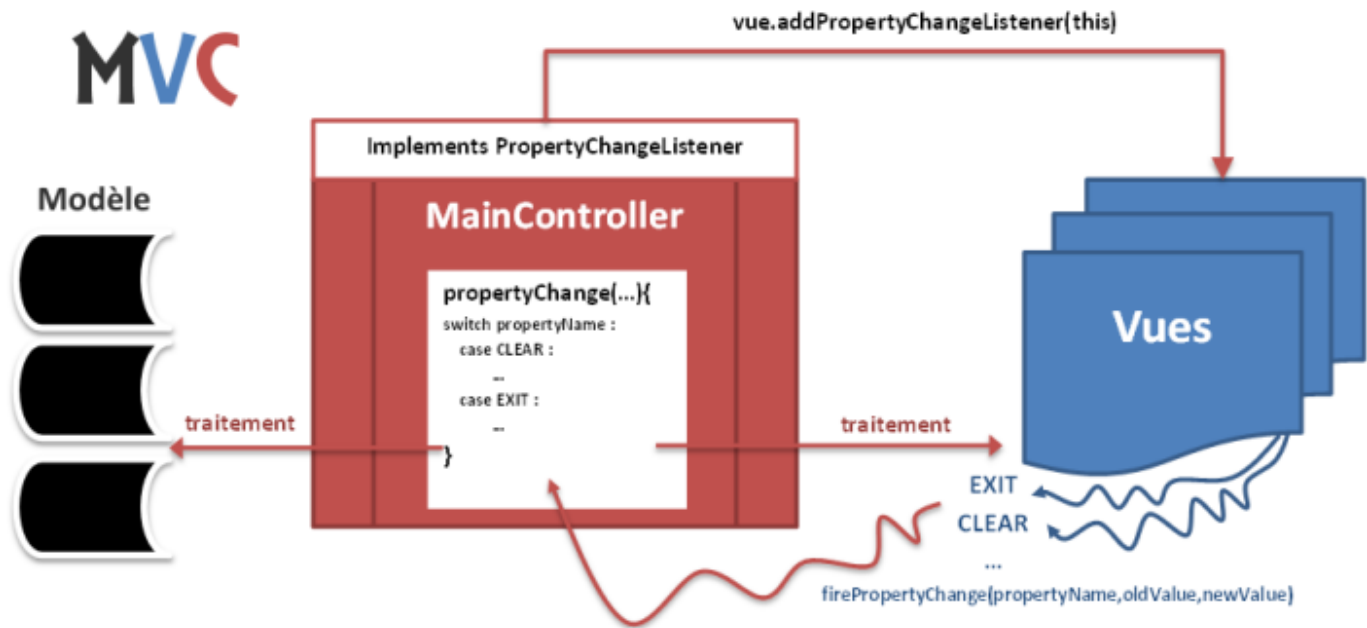 MVC
vue.addPropertyChangeListener(this)
Implements PropertyChangeListener
Modèle
MainController
propertyChange(...){
switch propertyName :
case CLEAR :
...
case EXIT :
...
}
traitement
traitement
Vues
EXIT
CLEAR
...
firePropertyChange(propertyName,oldValue,newValue)